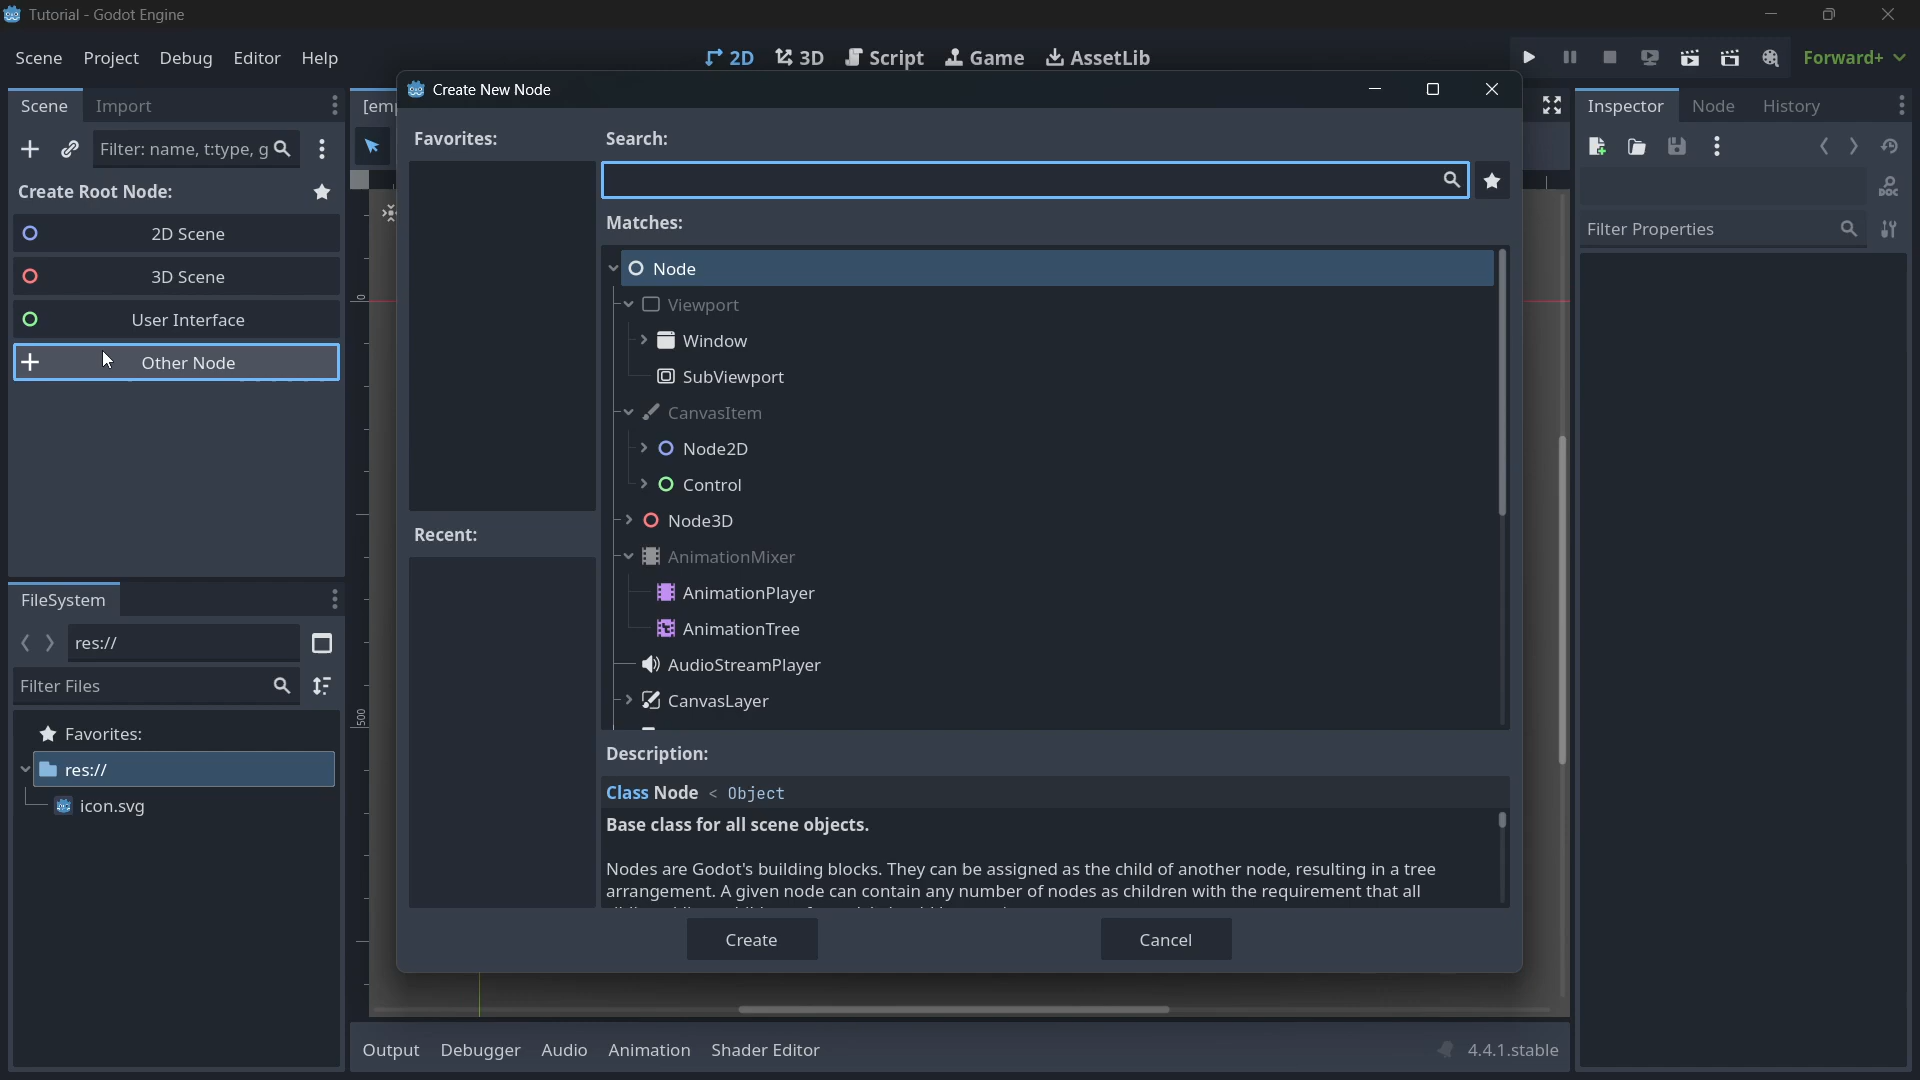 Tutorial - Godot Engine
Scene Project Debug Editor Help
2D 3D Script Game AssetLib
Forward+
Scene Import
Filter: name, t:type, g
Create Root Node:
2D Scene
3D Scene
User Interface
Other Node
FileSystem
res://
Filter Files
Favorites:
res://
icon.svg
[emp
0
500
Create New Node
Favorites:
Recent:
Search:
Matches:
Node
Viewport
Window
SubViewport
CanvasItem
Node2D
Control
Node3D
AnimationMixer
AnimationPlayer
AnimationTree
AudioStreamPlayer
CanvasLayer
Description:
Class Node < Object
Base class for all scene objects.
Nodes are Godot's building blocks. They can be assigned as the child of another node, resulting in a tree
arrangement. A given node can contain any number of nodes as children with the requirement that all
Create Cancel
Output Debugger Audio Animation Shader Editor
4.4.1.stable
Inspector Node History
DOC
Filter Properties